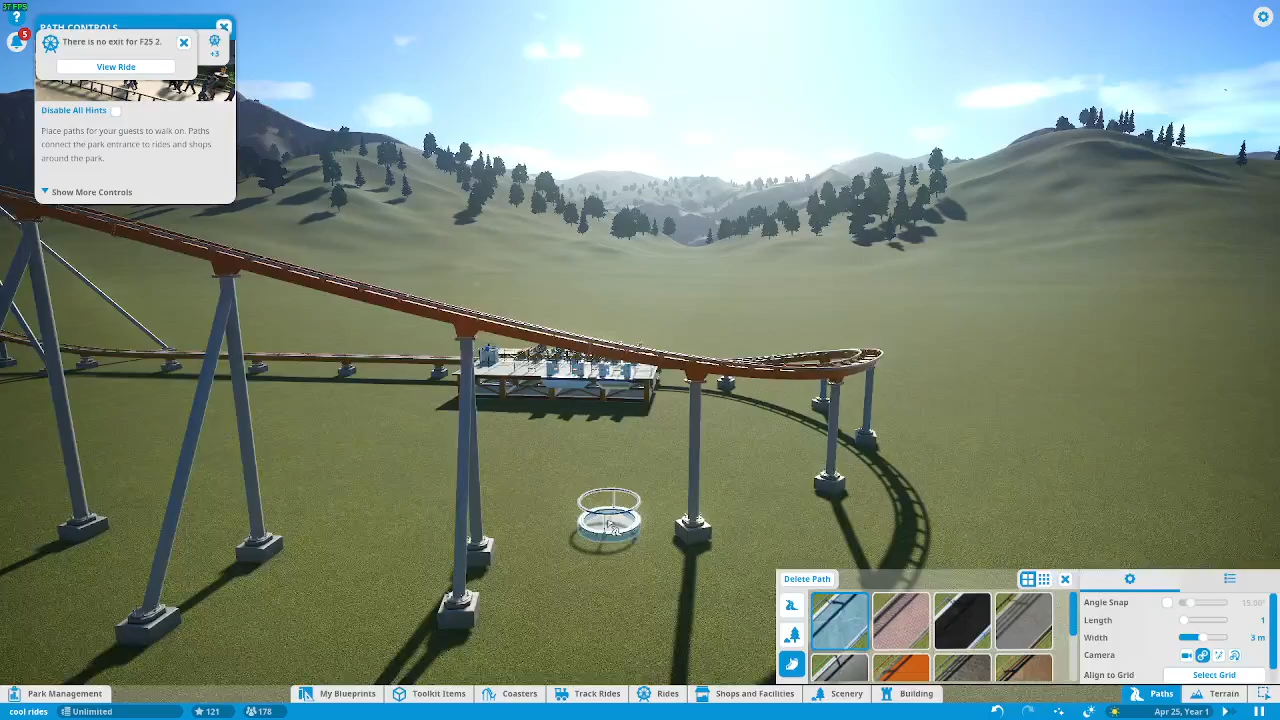 37 FPS
PATH CONTROLS
5
There is no exit for F25 2.
+3
View Ride
Disable All Hints
Place paths for your guests to walk on. Paths
connect the park entrance to rides and shops
around the park.
Show More Controls
Delete Path
Angle Snap 15.00°
Length 1
Width 3 m
Camera
Align to Grid Select Grid
Park Management My Blueprints Toolkit Items Coasters Track Rides Rides Shops and Facilities Scenery Building Paths Terrain
cool rides Unlimited 121 178 Apr 25, Year 1